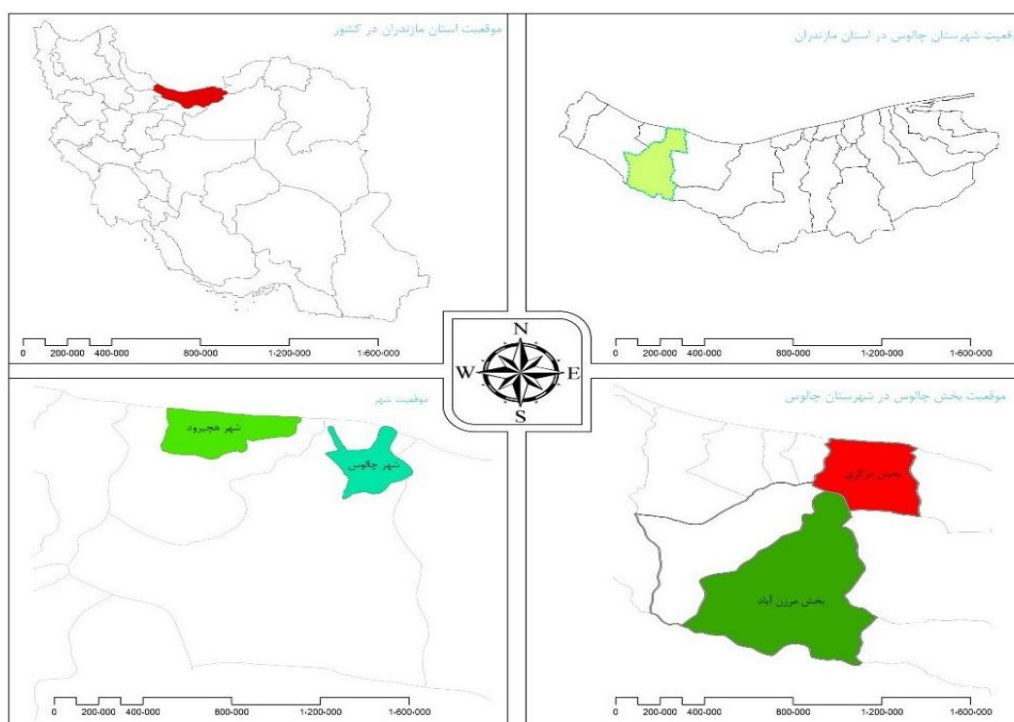 موقعیت استان مازندران در کشور
0 200·000 400·000 800·000 1·200·000 1·600·000
قعیت شهرستان چالوس در استان مازندران
0 200·000 400·000 800·000 1·200·000 1·600·000
N
W E
S
موقعیت شهر
شهر هچیرود
شهر چالوس
0 200·000 400·000 800·000 1·200·000 1·600·000
موقعیت بخش چالوس در شهرستان چالوس
بخش مرکزی
بخش مرزن آباد
0 200·000 400·000 800·000 1·200·000 1·600·000